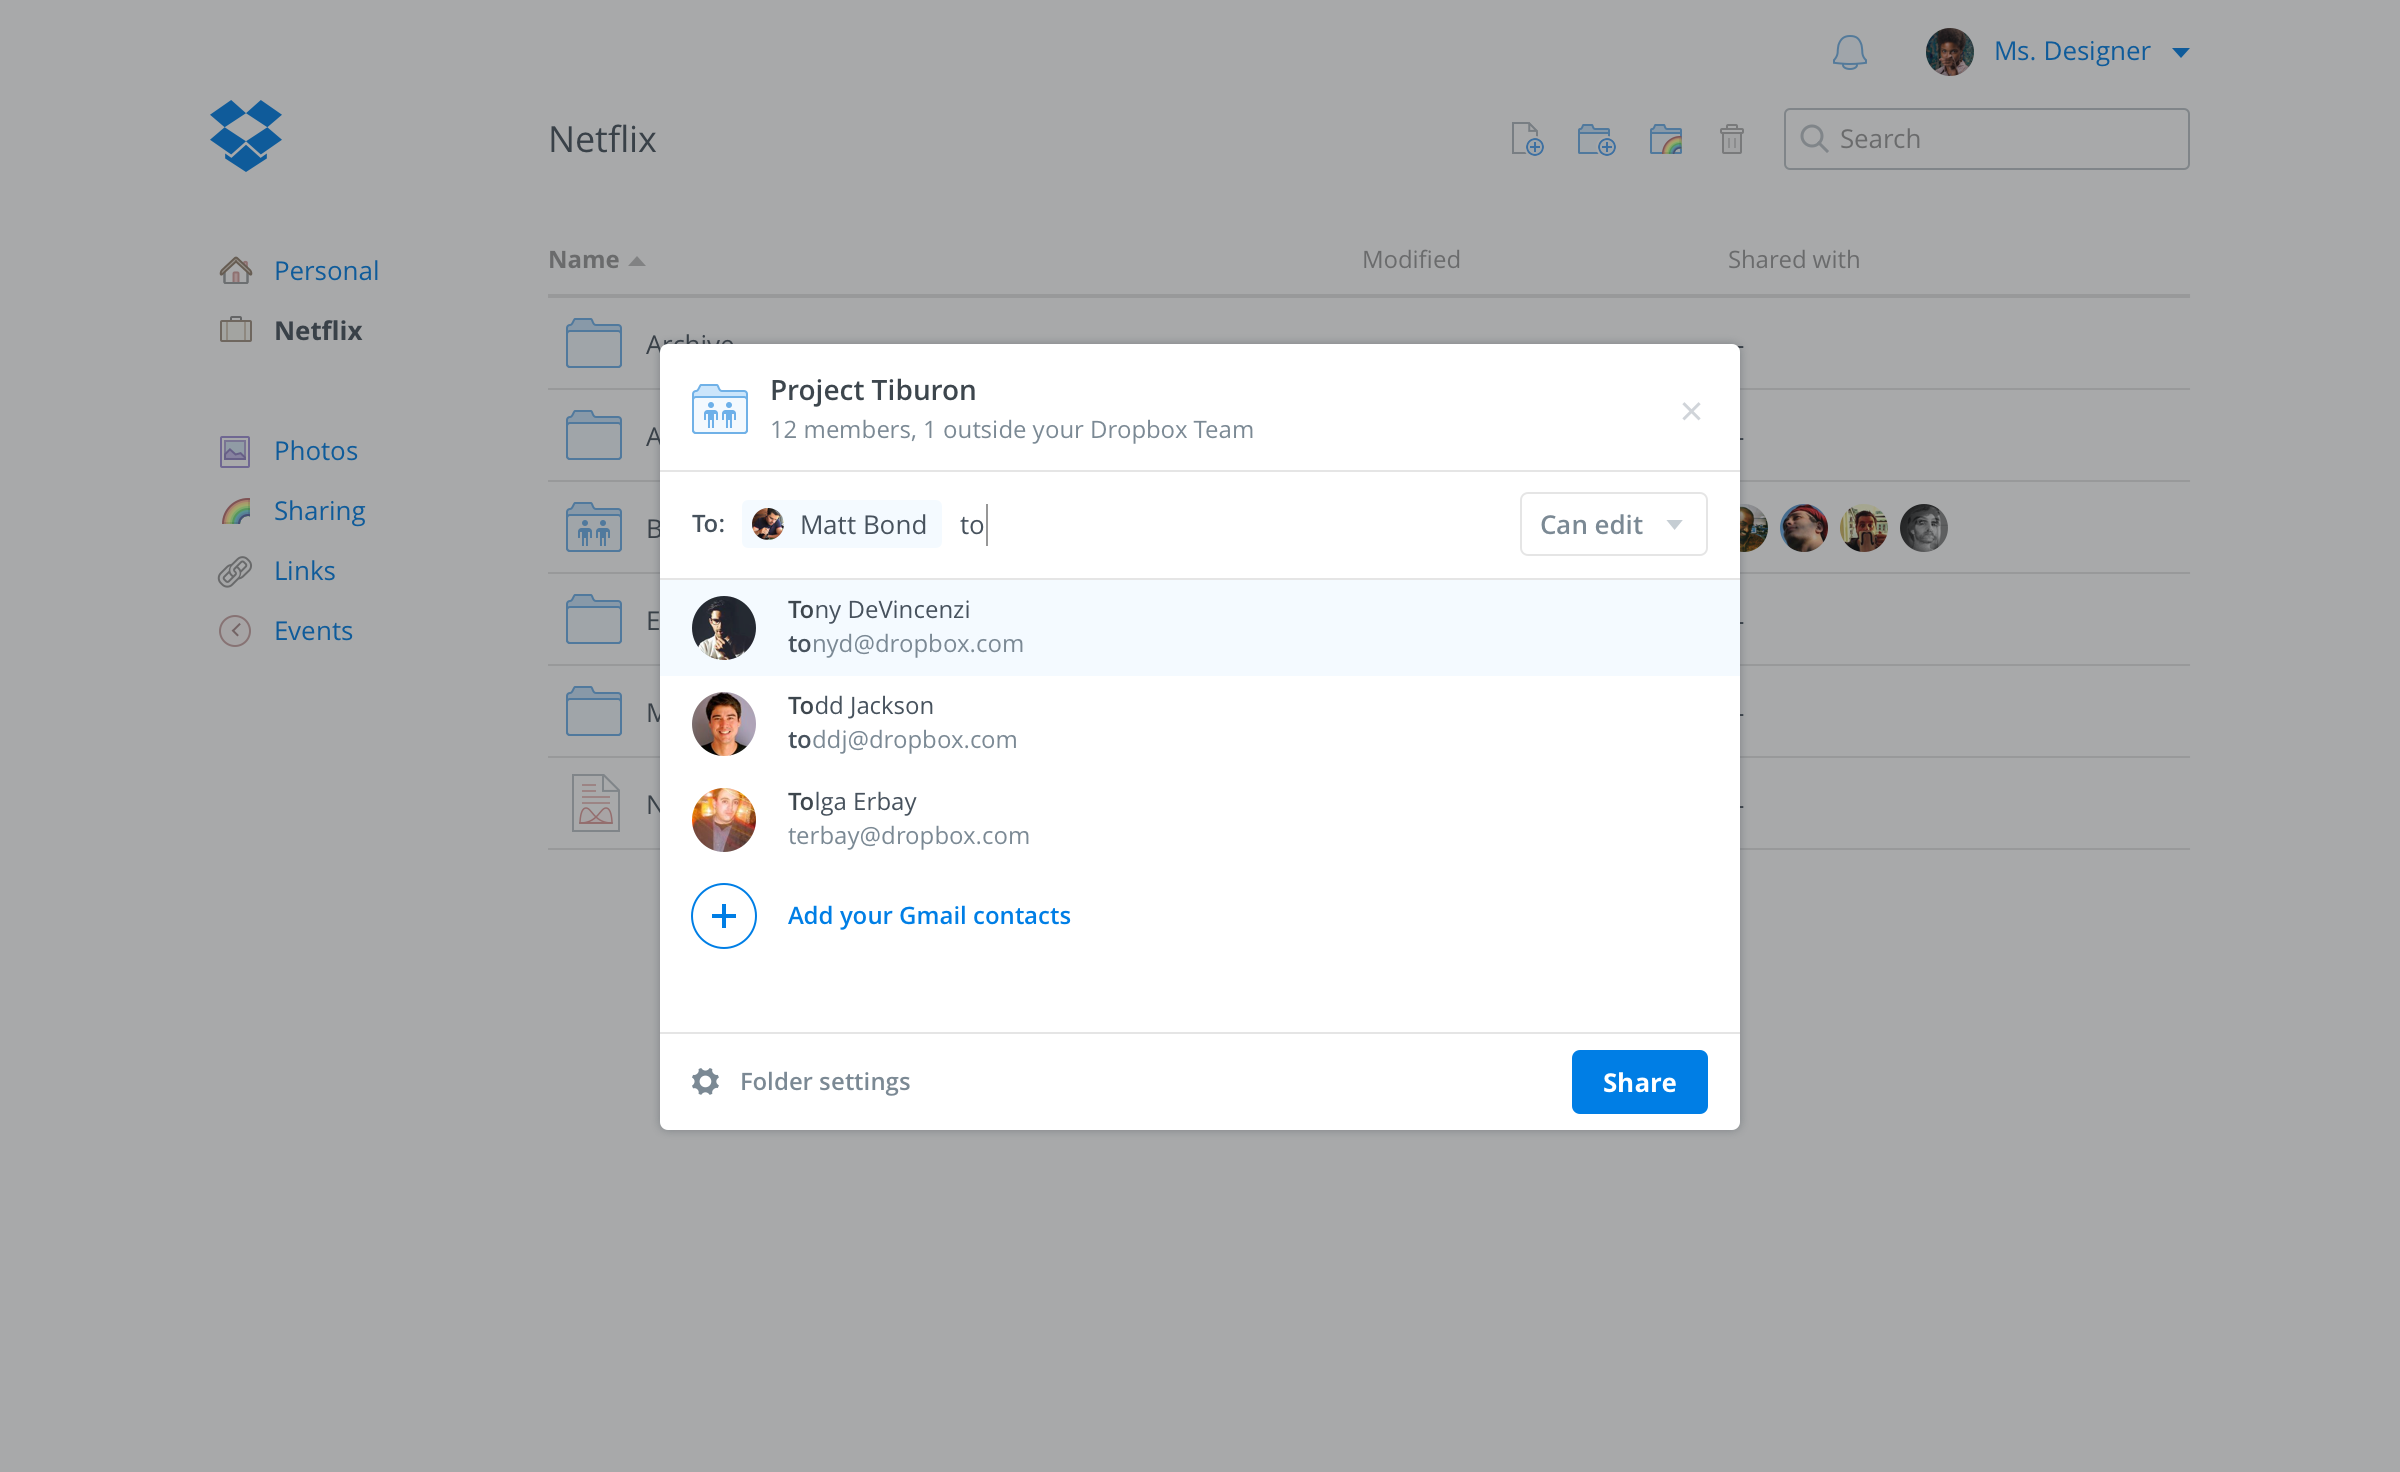 Ms. Designer
Netflix
Search
Personal
Netflix
Photos
Sharing
Links
Events
Name
Modified
Shared with
Project Tiburon
12 members, 1 outside your Dropbox Team
To: Matt Bond to
Can edit
Tony DeVincenzi
tonyd@dropbox.com
Todd Jackson
toddj@dropbox.com
Tolga Erbay
terbay@dropbox.com
Add your Gmail contacts
Folder settings
Share